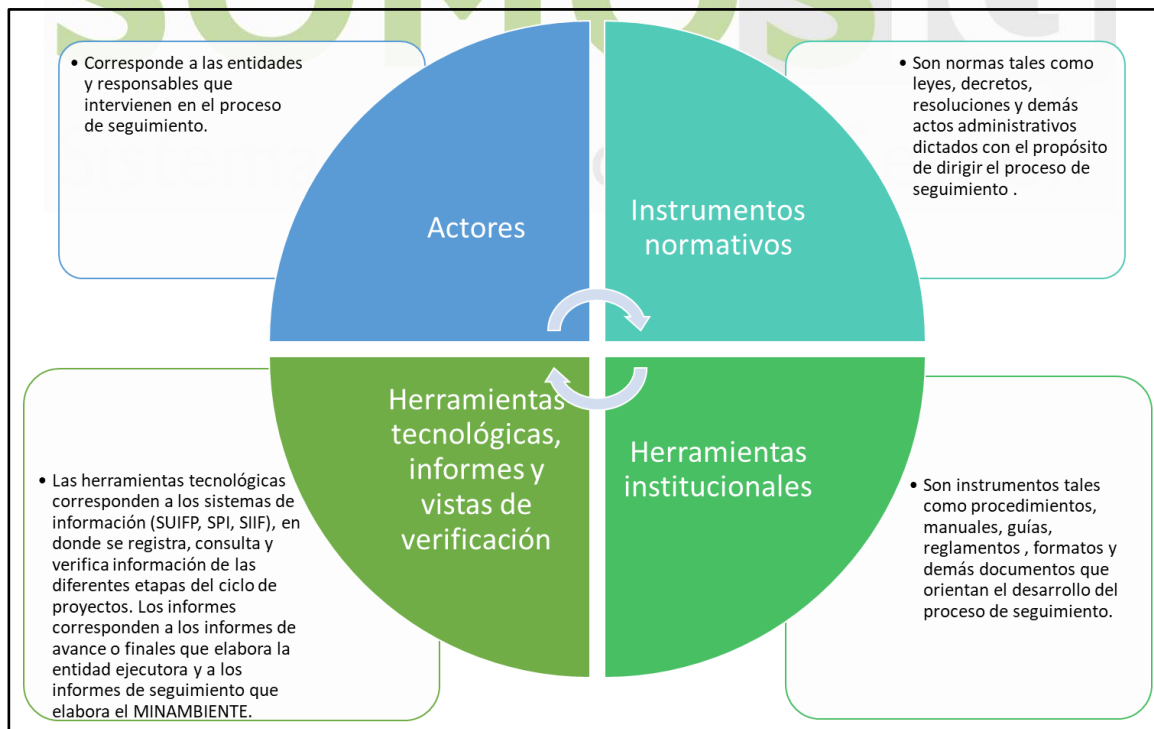 SOMOS
• Corresponde a las entidades
y responsables que
intervienen en el proceso
de seguimiento.
• Son normas tales como
leyes, decretos,
resoluciones y demás
actos administrativos
dictados con el propósito
de dirigir el proceso de
seguimiento .
Actores
Instrumentos
normativos
Herramientas
tecnológicas,
informes y
vistas de
verificación
Herramientas
institucionales
• Las herramientas tecnológicas
corresponden a los sistemas de
información (SUIFP, SPI, SIIF), en
donde se registra, consulta y
verifica información de las
diferentes etapas del ciclo de
proyectos. Los informes
corresponden a los informes de
avance o finales que elabora la
entidad ejecutora y a los
informes de seguimiento que
elabora el MINAMBIENTE.
• Son instrumentos tales
como procedimientos,
manuales, guías,
reglamentos , formatos y
demás documentos que
orientan el desarrollo del
proceso de seguimiento.